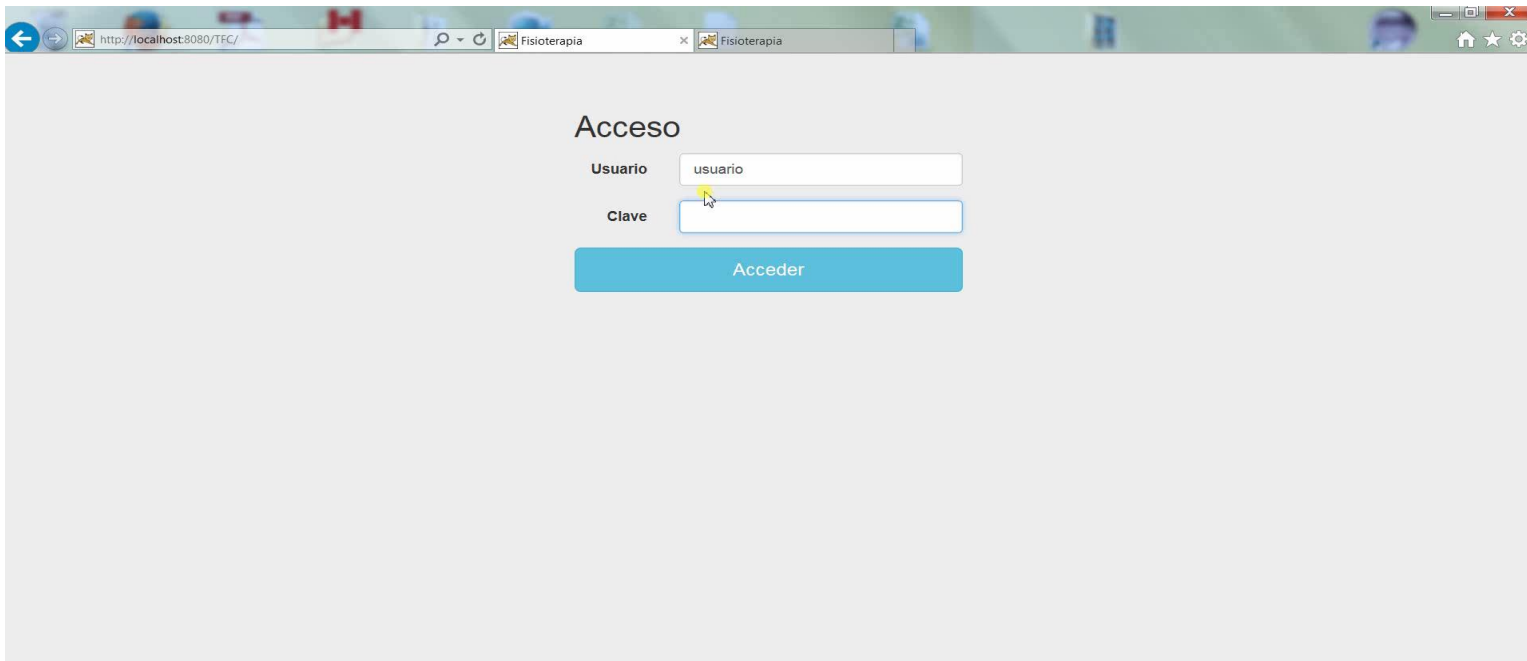 http://localhost:8080/TFC/ Fisioterapia Fisioterapia
Acceso
Usuario usuario
Clave
Acceder